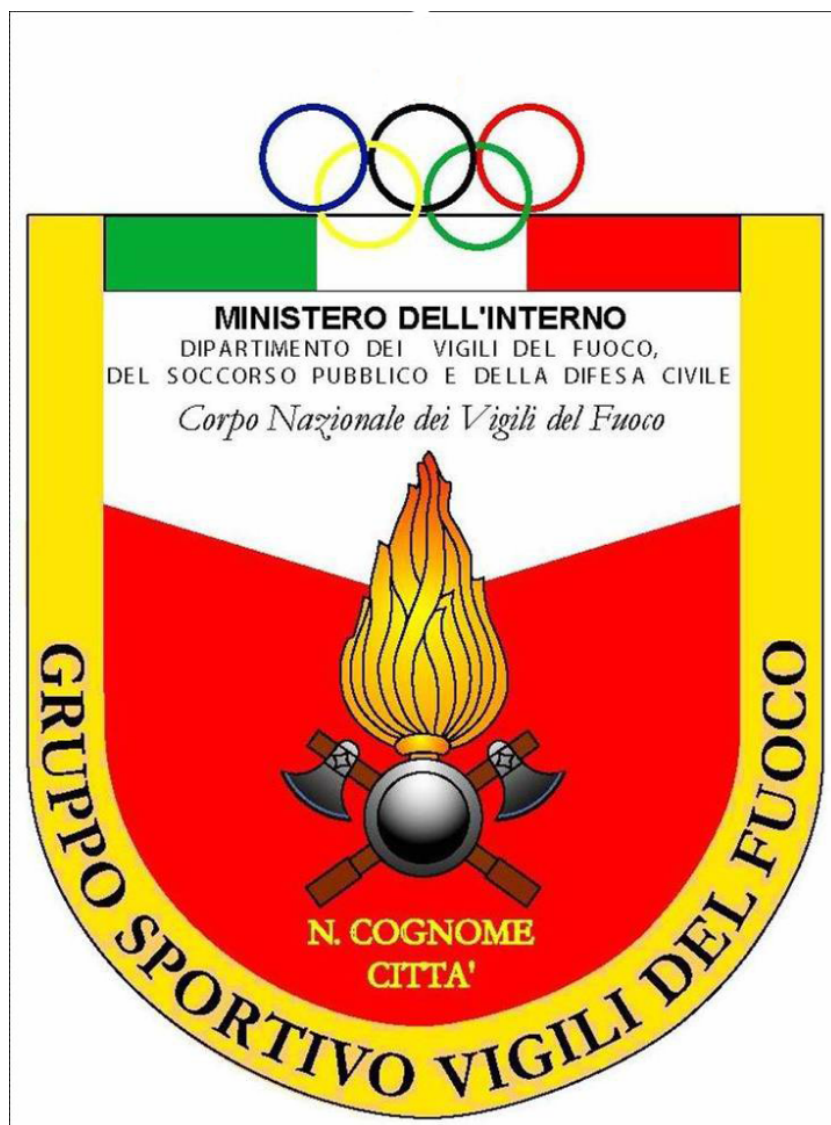 MINISTERO DELL'INTERNO
DIPARTIMENTO DEI VIGILI DEL FUOCO,
DEL SOCCORSO PUBBLICO E DELLA DIFESA CIVILE
Corpo Nazionale dei Vigili del Fuoco
N. COGNOME
CITTA'
GRUPPO SPORTIVO VIGILI DEL FUOCO